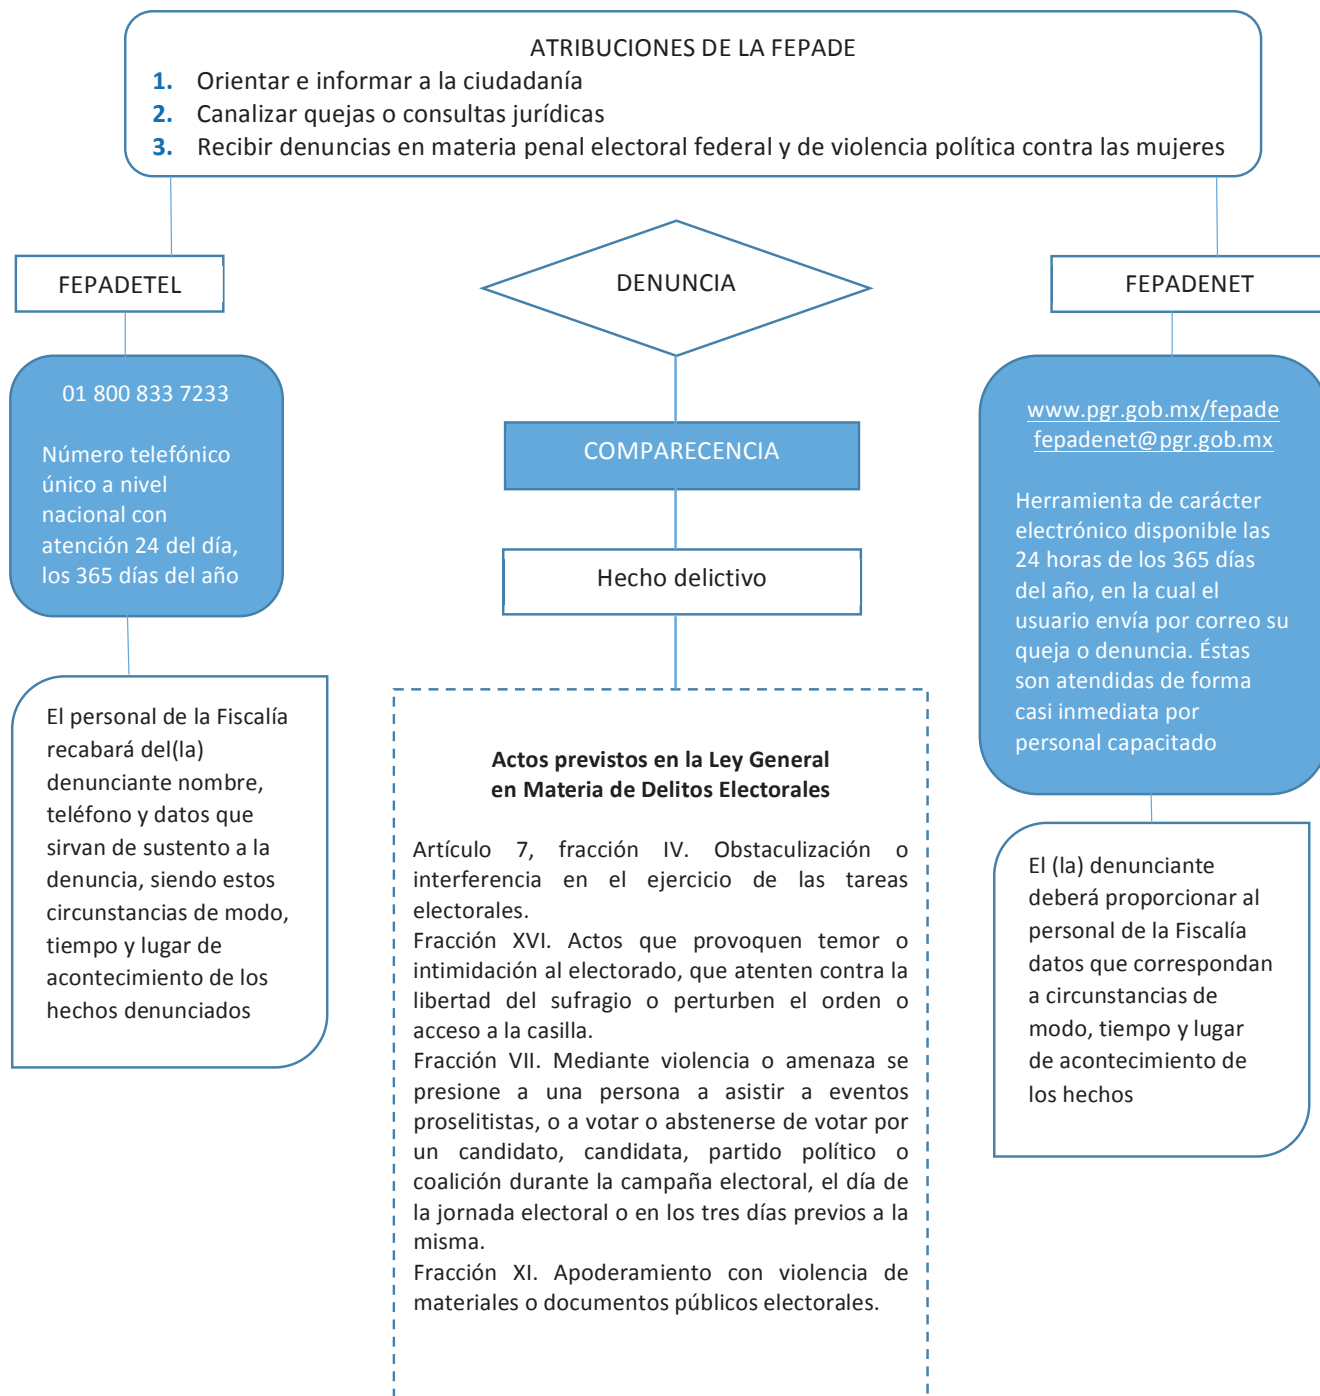 ATRIBUCIONES DE LA FEPADE
1. Orientar e informar a la ciudadanía
2. Canalizar quejas o consultas jurídicas
3. Recibir denuncias en materia penal electoral federal y de violencia política contra las mujeres
FEPADETEL
01 800 833 7233
Número telefónico
único a nivel
nacional con
atención 24 del día,
los 365 días del año
El personal de la Fiscalía
recabará del(la)
denunciante nombre,
teléfono y datos que
sirvan de sustento a la
denuncia, siendo estos
circunstancias de modo,
tiempo y lugar de
acontecimiento de los
hechos denunciados
DENUNCIA
COMPARECENCIA
Hecho delictivo
Actos previstos en la Ley General
en Materia de Delitos Electorales
Artículo 7, fracción IV. Obstaculización o
interferencia en el ejercicio de las tareas
electorales.
Fracción XVI. Actos que provoquen temor o
intimidación al electorado, que atenten contra la
libertad del sufragio o perturben el orden o
acceso a la casilla.
Fracción VII. Mediante violencia o amenaza se
presione a una persona a asistir a eventos
proselitistas, o a votar o abstenerse de votar por
un candidato, candidata, partido político o
coalición durante la campaña electoral, el día de
la jornada electoral o en los tres días previos a la
misma.
Fracción XI. Apoderamiento con violencia de
materiales o documentos públicos electorales.
FEPADENET
www.pgr.gob.mx/fepade
fepadenet@pgr.gob.mx
Herramienta de carácter
electrónico disponible las
24 horas de los 365 días
del año, en la cual el
usuario envía por correo su
queja o denuncia. Éstas
son atendidas de forma
casi inmediata por
personal capacitado
El (la) denunciante
deberá proporcionar al
personal de la Fiscalía
datos que correspondan
a circunstancias de
modo, tiempo y lugar
de acontecimiento de
los hechos